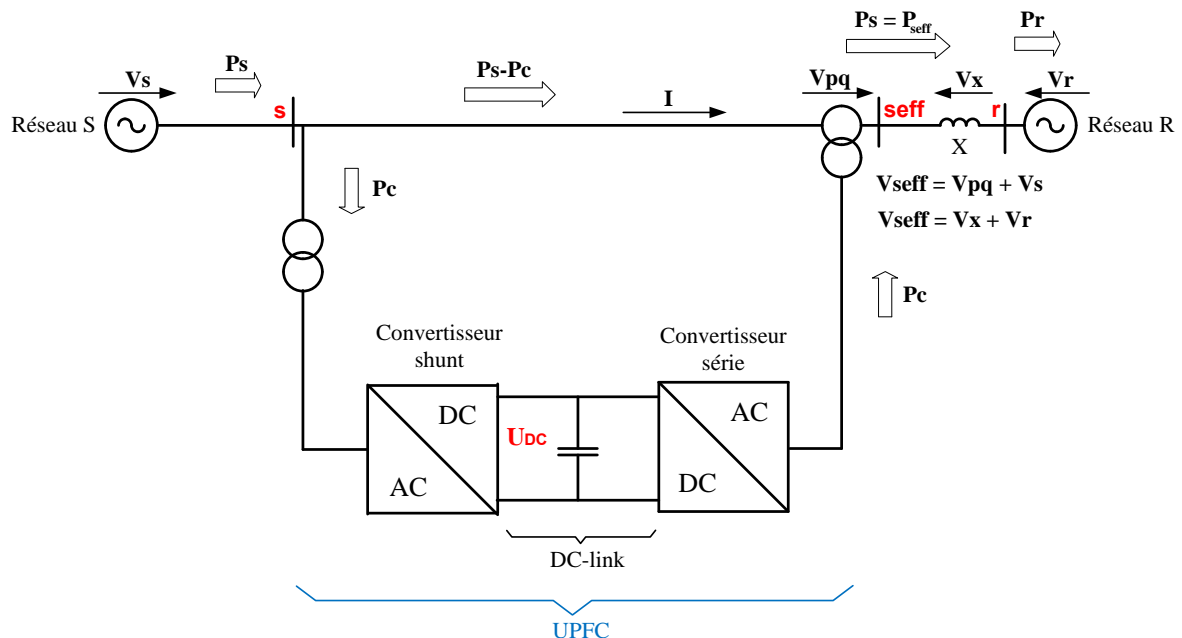 Ps = Pseff
Pr
Ps
Ps-Pc
Vs
Vpq
Vx
Vr
I
s
seff
r
Réseau S
Réseau R
X
Vseff = Vpq + Vs
Vseff = Vx + Vr
Pc
Pc
Convertisseur
shunt
Convertisseur
série
DC
AC
UDC
AC
DC
DC-link
UPFC